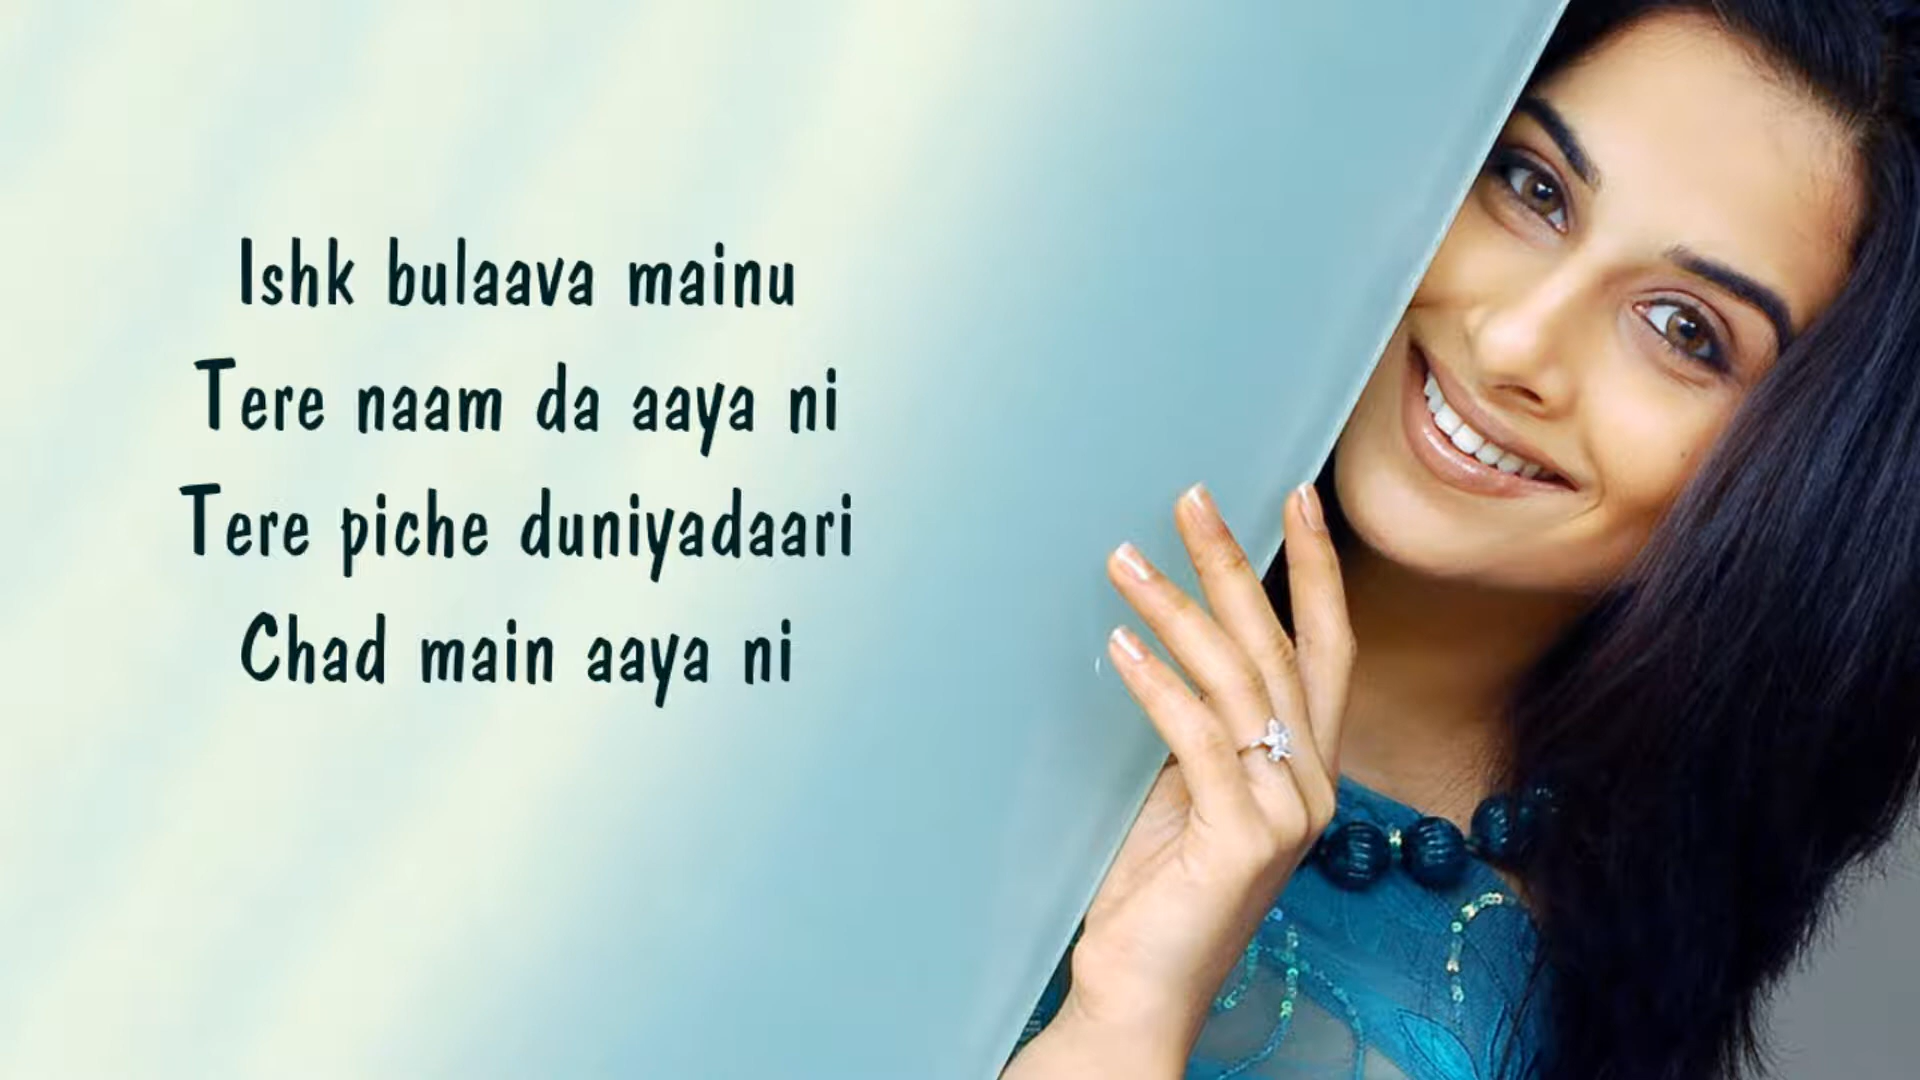 Ishk bulaava mainu
Tere naam da aaya ni
Tere piche duniyadaari
Chad main aaya ni